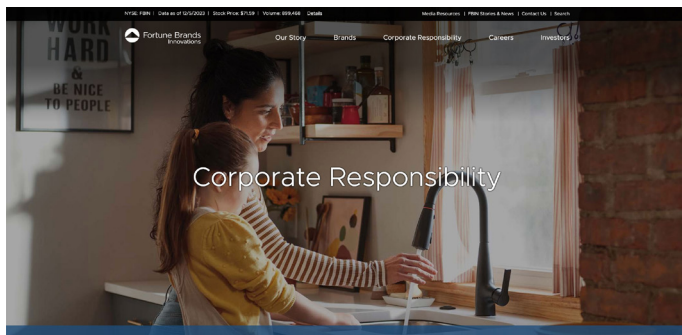 NYSE: FBIN | Data as of 12/5/2023 | Stock Price: $71.59 | Volume: 899,466 Details
Media Resources | FBIN Stories & News | Contact Us | Search
Fortune Brands
Innovations
Our Story
Brands
Corporate Responsibility
Careers
Investors
WORK
HARD
&
BE NICE
TO PEOPLE
Corporate Responsibility